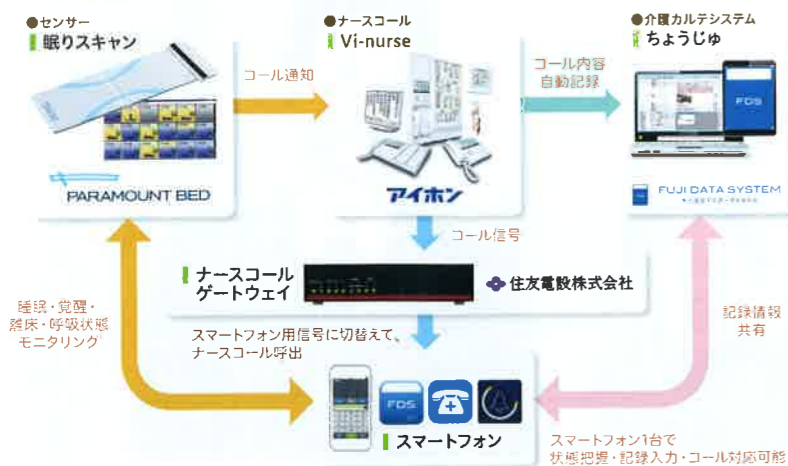 ●センサー
眠りスキャン
PARAMOUNT BED
コール通知
●ナースコール
Vi-nurse
アイホン
コール内容
自動記録
●介護カルテシステム
ちょうじゅ
FDS
FUJI DATA SYSTEM
コール信号
ナースコール
ゲートウェイ
住友電設株式会社
睡眠・覚醒・
離床・呼吸状態
モニタリング
スマートフォン用信号に切替えて、
ナースコール呼出
記録情報
共有
FDS
スマートフォン
スマートフォン1台で
状態把握・記録入力・コール対応可能